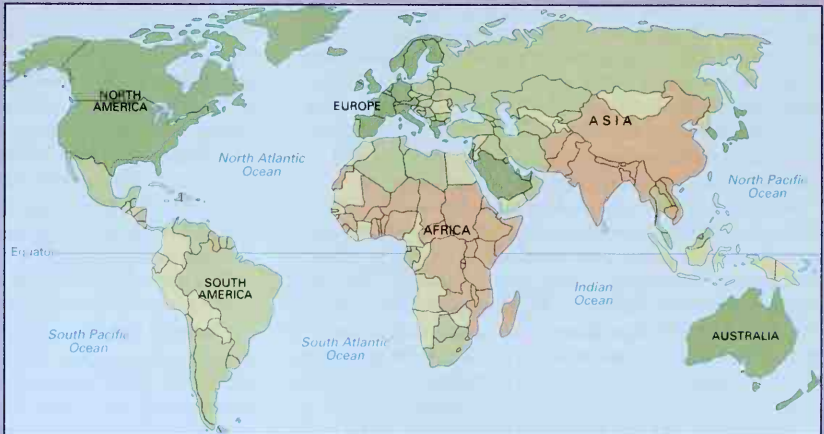 NORTH
AMERICA
EUROPE
ASIA
North Atlantic
Ocean
North Pacific
Ocean
AFRICA
Equator
SOUTH
AMERICA
Indian
Ocean
South Pacific
Ocean
South Atlantic
Ocean
AUSTRALIA